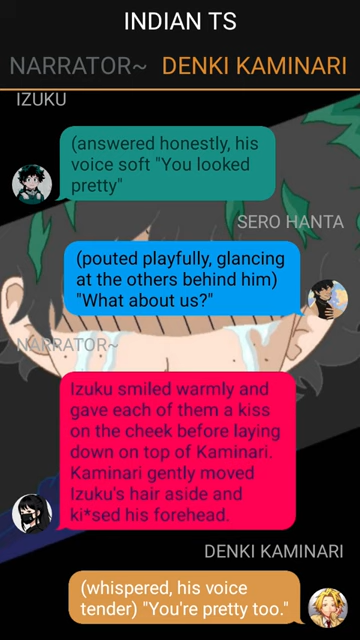 INDIAN TS
NARRATOR~ DENKI KAMINARI
IZUKU
(answered honestly, his
voice soft "You looked
pretty"
SERO HANTA
(pouted playfully, glancing
at the others behind him)
"What about us?"
NARRATOR~
Izuku smiled warmly and
gave each of them a kiss
on the cheek before laying
down on top of Kaminari.
Kaminari gently moved
Izuku's hair aside and
ki*sed his forehead.
DENKI KAMINARI
(whispered, his voice
tender) "You're pretty too."